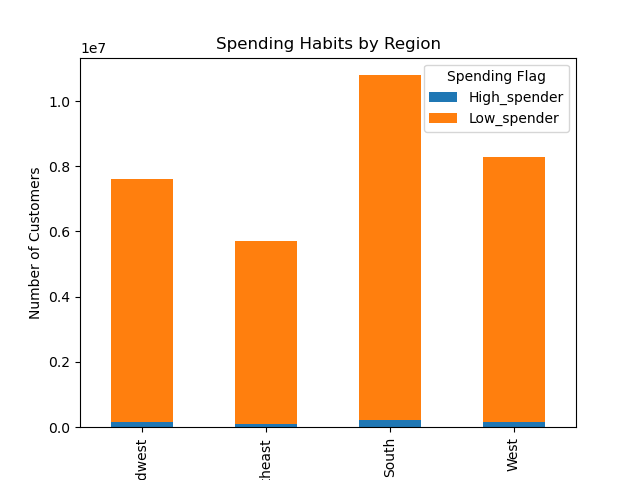 Spending Habits by Region
1e7
Spending Flag
High_spender
Low_spender
1.0
0.8
0.6
0.4
0.2
0.0
Number of Customers
dwest
heast
South
West